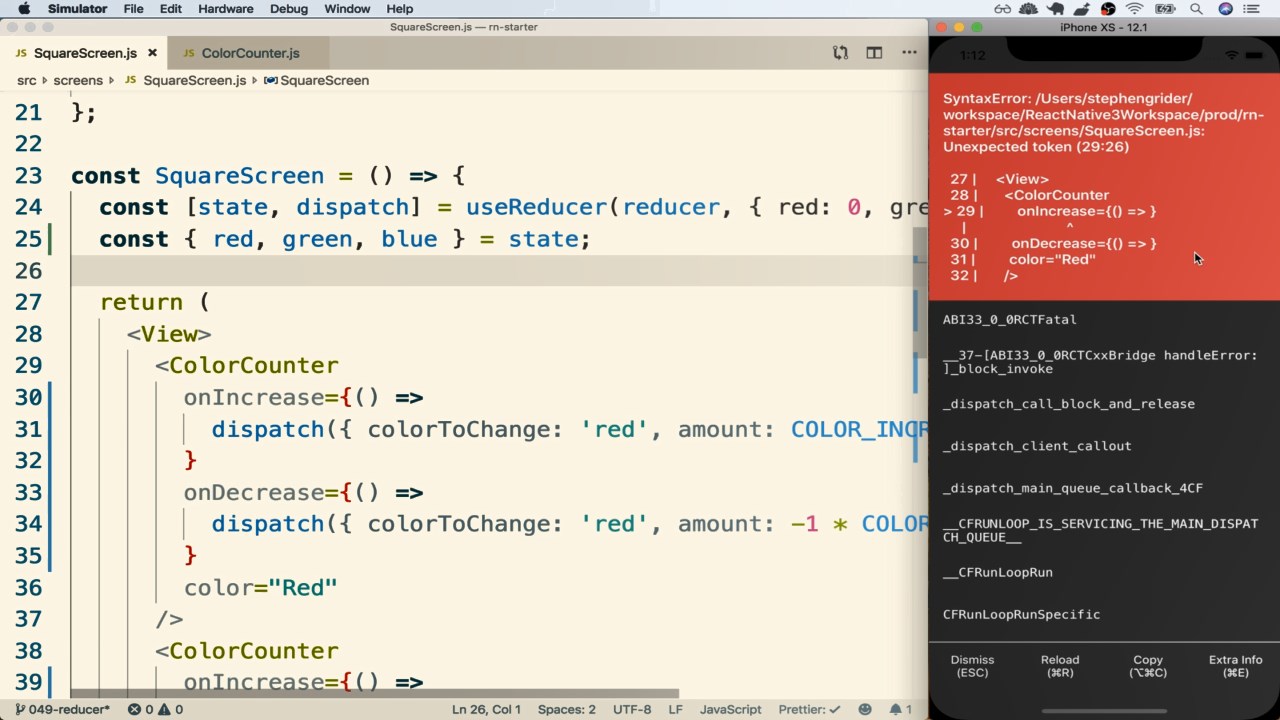 Simulator File Edit Hardware Debug Window Help
SquareScreen.js — rn-starter
JS SquareScreen.js × JS ColorCounter.js
src screens JS SquareScreen.js SquareScreen
21 };
22
23 const SquareScreen = () => {
24 const [state, dispatch] = useReducer(reducer, { red: 0, gre
25 const { red, green, blue } = state;
26
27 return (
28 <View>
29 <ColorCounter
30 onIncrease={() =>
31 dispatch({ colorToChange: 'red', amount: COLOR_INCR
32 }
33 onDecrease={() =>
34 dispatch({ colorToChange: 'red', amount: -1 * COLOR
35 }
36 color="Red"
37 />
38 <ColorCounter
39 onIncrease={() =>
049-reducer* 0 0 Ln 26, Col 1 Spaces: 2 UTF-8 LF JavaScript Prettier: ✓ 1
iPhone XS - 12.1
1:12
SyntaxError: /Users/stephengrider/
workspace/ReactNative3Workspace/prod/rn-
starter/src/screens/SquareScreen.js:
Unexpected token (29:26)
27 | <View>
28 | <ColorCounter
> 29 | onIncrease={() => }
| ^
30 | onDecrease={() => }
31 | color="Red"
32 | />
ABI33_0_0RCTFatal
__37-[ABI33_0_0RCTCxxBridge handleError:
]_block_invoke
_dispatch_call_block_and_release
_dispatch_client_callout
_dispatch_main_queue_callback_4CF
__CFRUNLOOP_IS_SERVICING_THE_MAIN_DISPAT
CH_QUEUE__
__CFRunLoopRun
CFRunLoopRunSpecific
Dismiss Reload Copy Extra Info
(ESC) (⌘R) (⌥⌘C) (⌘E)